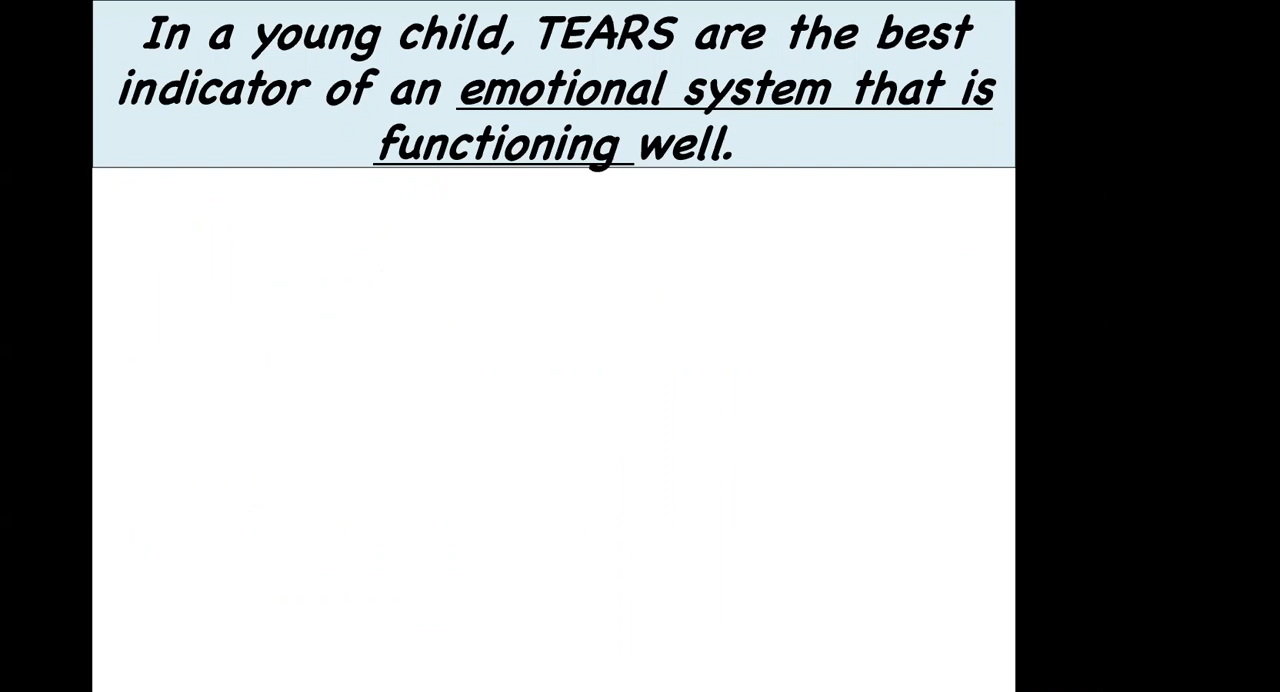 In a young child, TEARS are the best
indicator of an emotional system that is
functioning well.